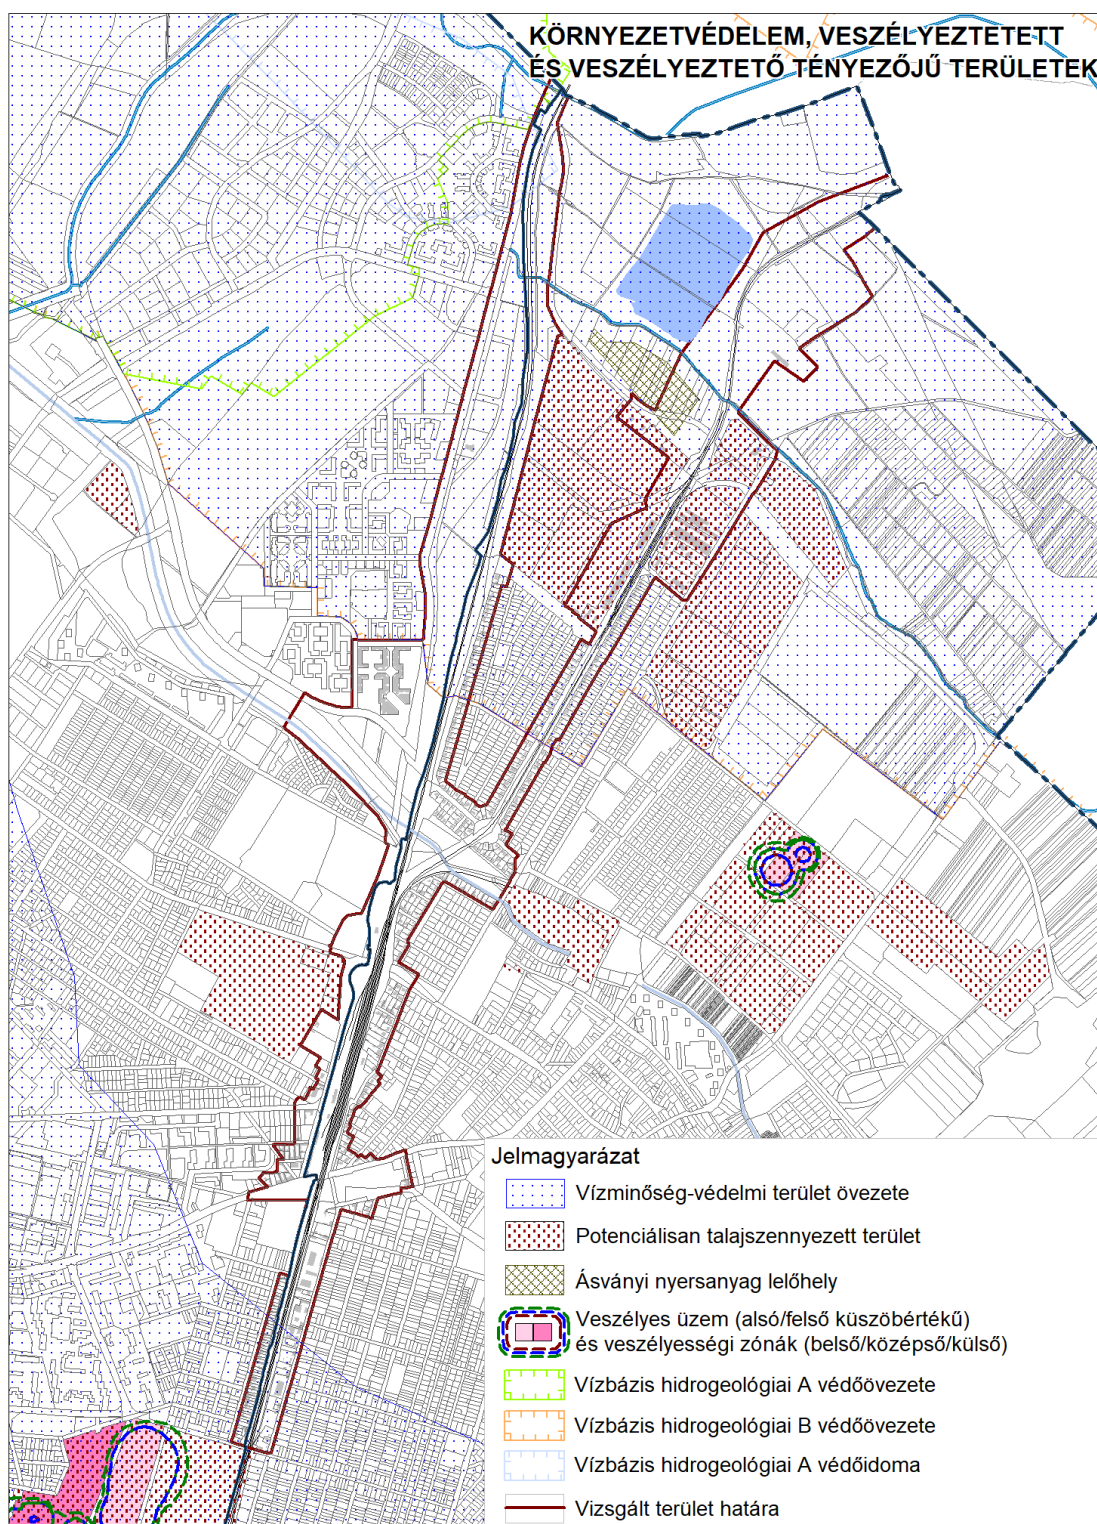 KÖRNYEZETVÉDELEM, VESZÉLYEZTETETT
ÉS VESZÉLYEZTETŐ TÉNYEZŐJŰ TERÜLETEK
Jelmagyarázat
Vízminőség-védelmi terület övezete
Potenciálisan talajszennyezett terület
Ásványi nyersanyag lelőhely
Veszélyes üzem (alsó/felső küszöbértékű)
és veszélyességi zónák (belső/középső/külső)
Vízbázis hidrogeológiai A védőövezete
Vízbázis hidrogeológiai B védőövezete
Vízbázis hidrogeológiai A védőidoma
Vizsgált terület határa